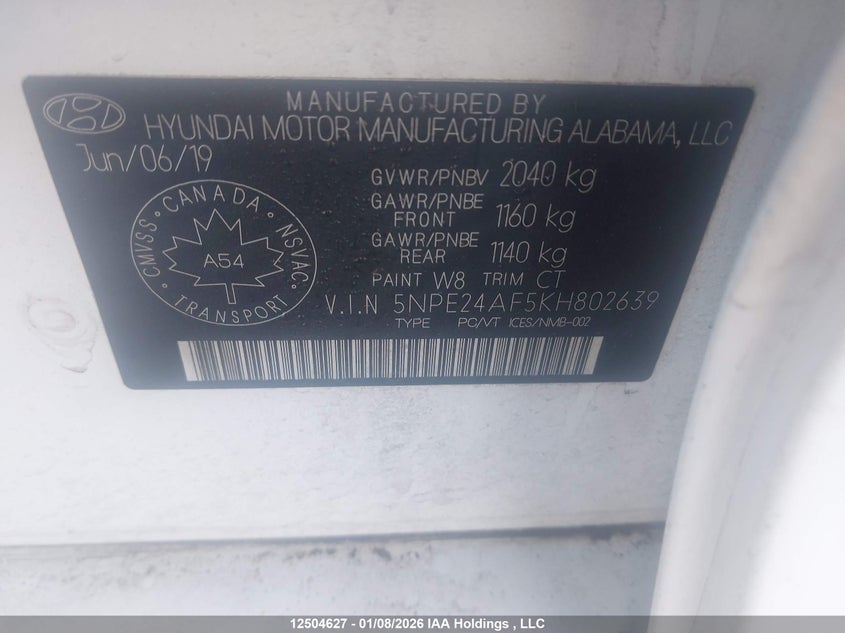 MANUFACTURED BY
HYUNDAI MOTOR MANUFACTURING ALABAMA, LLC
Jun/06/19
GVWR/PNBV 2040 kg
GAWR/PNBE FRONT 1160 kg
GAWR/PNBE REAR 1140 kg
PAINT W8 TRIM CT
CMVSS • CANADA • NSVAC • TRANSPORT •
A54
V.I.N 5NPE24AF5KH802639
TYPE PC/VT ICES/NMB-002
12504627 - 01/08/2026 IAA Holdings , LLC